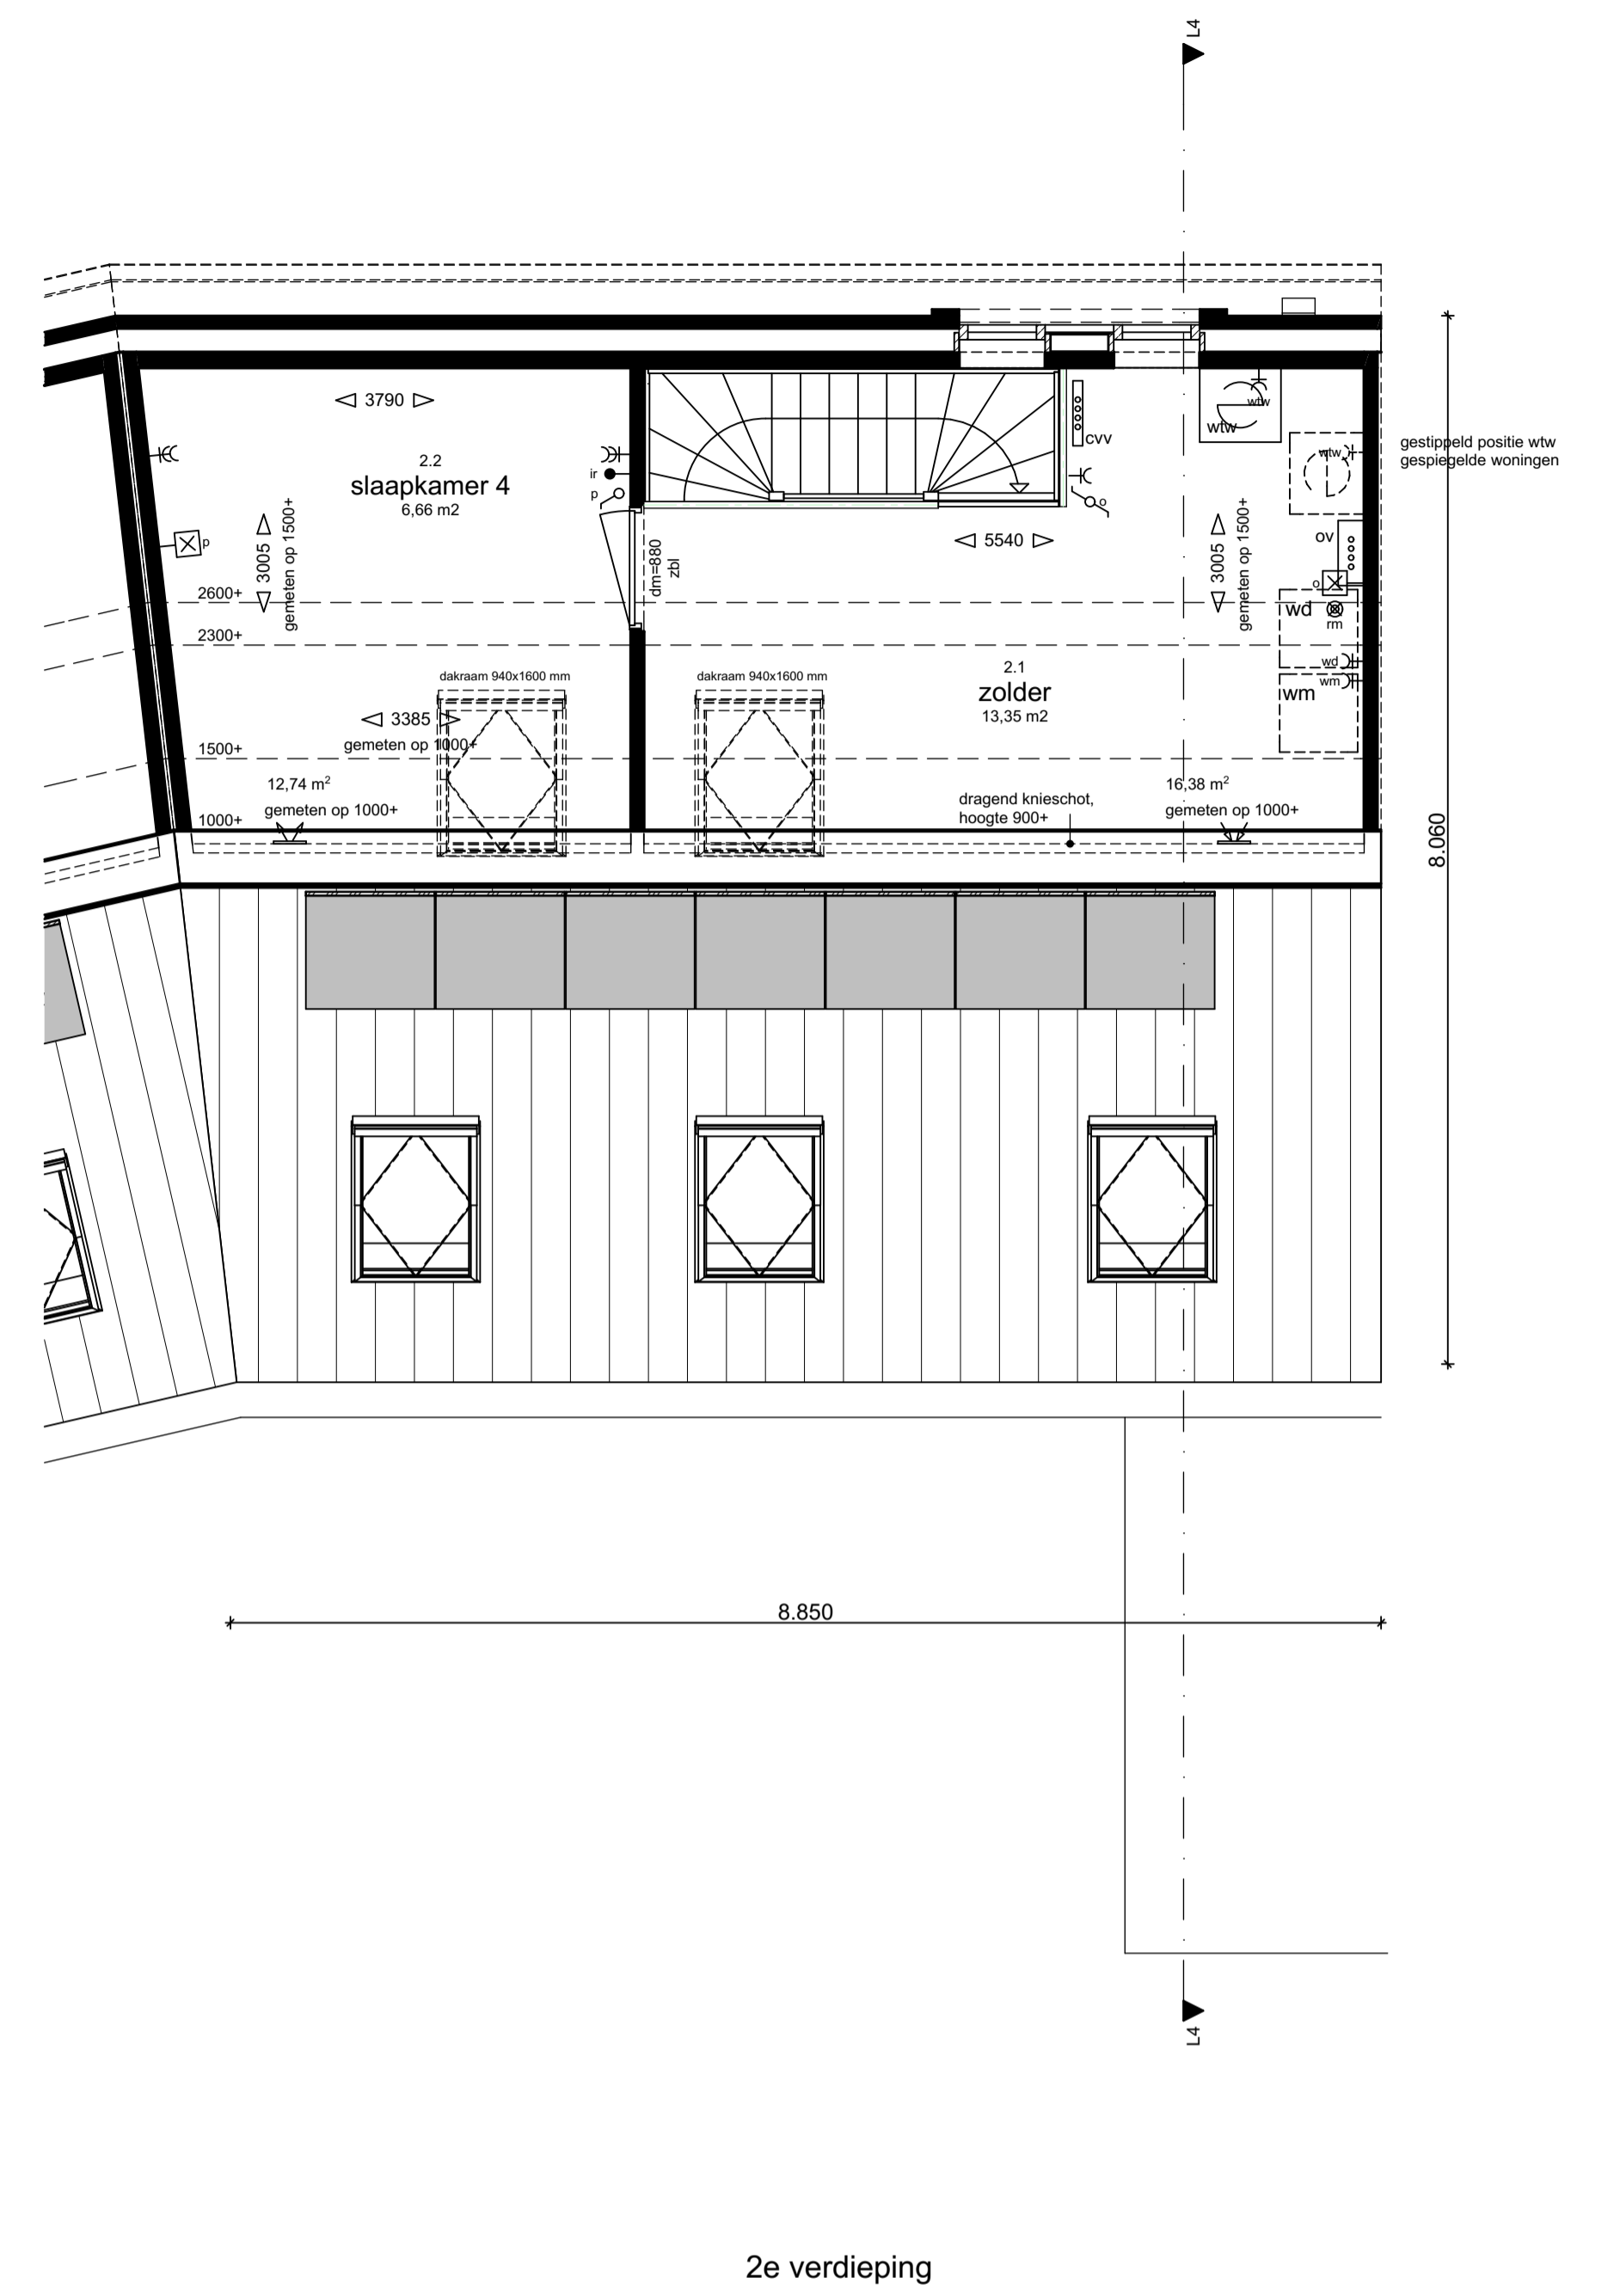 L4
3790
2.2
slaapkamer 4
6,66 m2
ir
p
p
3005
gemeten op 1500+
cvv
o
wtw
wtw
wtw
gestippeld positie wtw
gespiegelde woningen
5540
dm=880
zbl
3005
gemeten op 1500+
ov
o
wd
rm
wd
wm
wm
2600+
2300+
dakraam 940x1600 mm
dakraam 940x1600 mm
2.1
zolder
13,35 m2
3385
gemeten op 1000+
1500+
12,74 m²
gemeten op 1000+
1000+
dragend knieschot,
hoogte 900+
16,38 m²
gemeten op 1000+
8.060
8.850
L4
2e verdieping